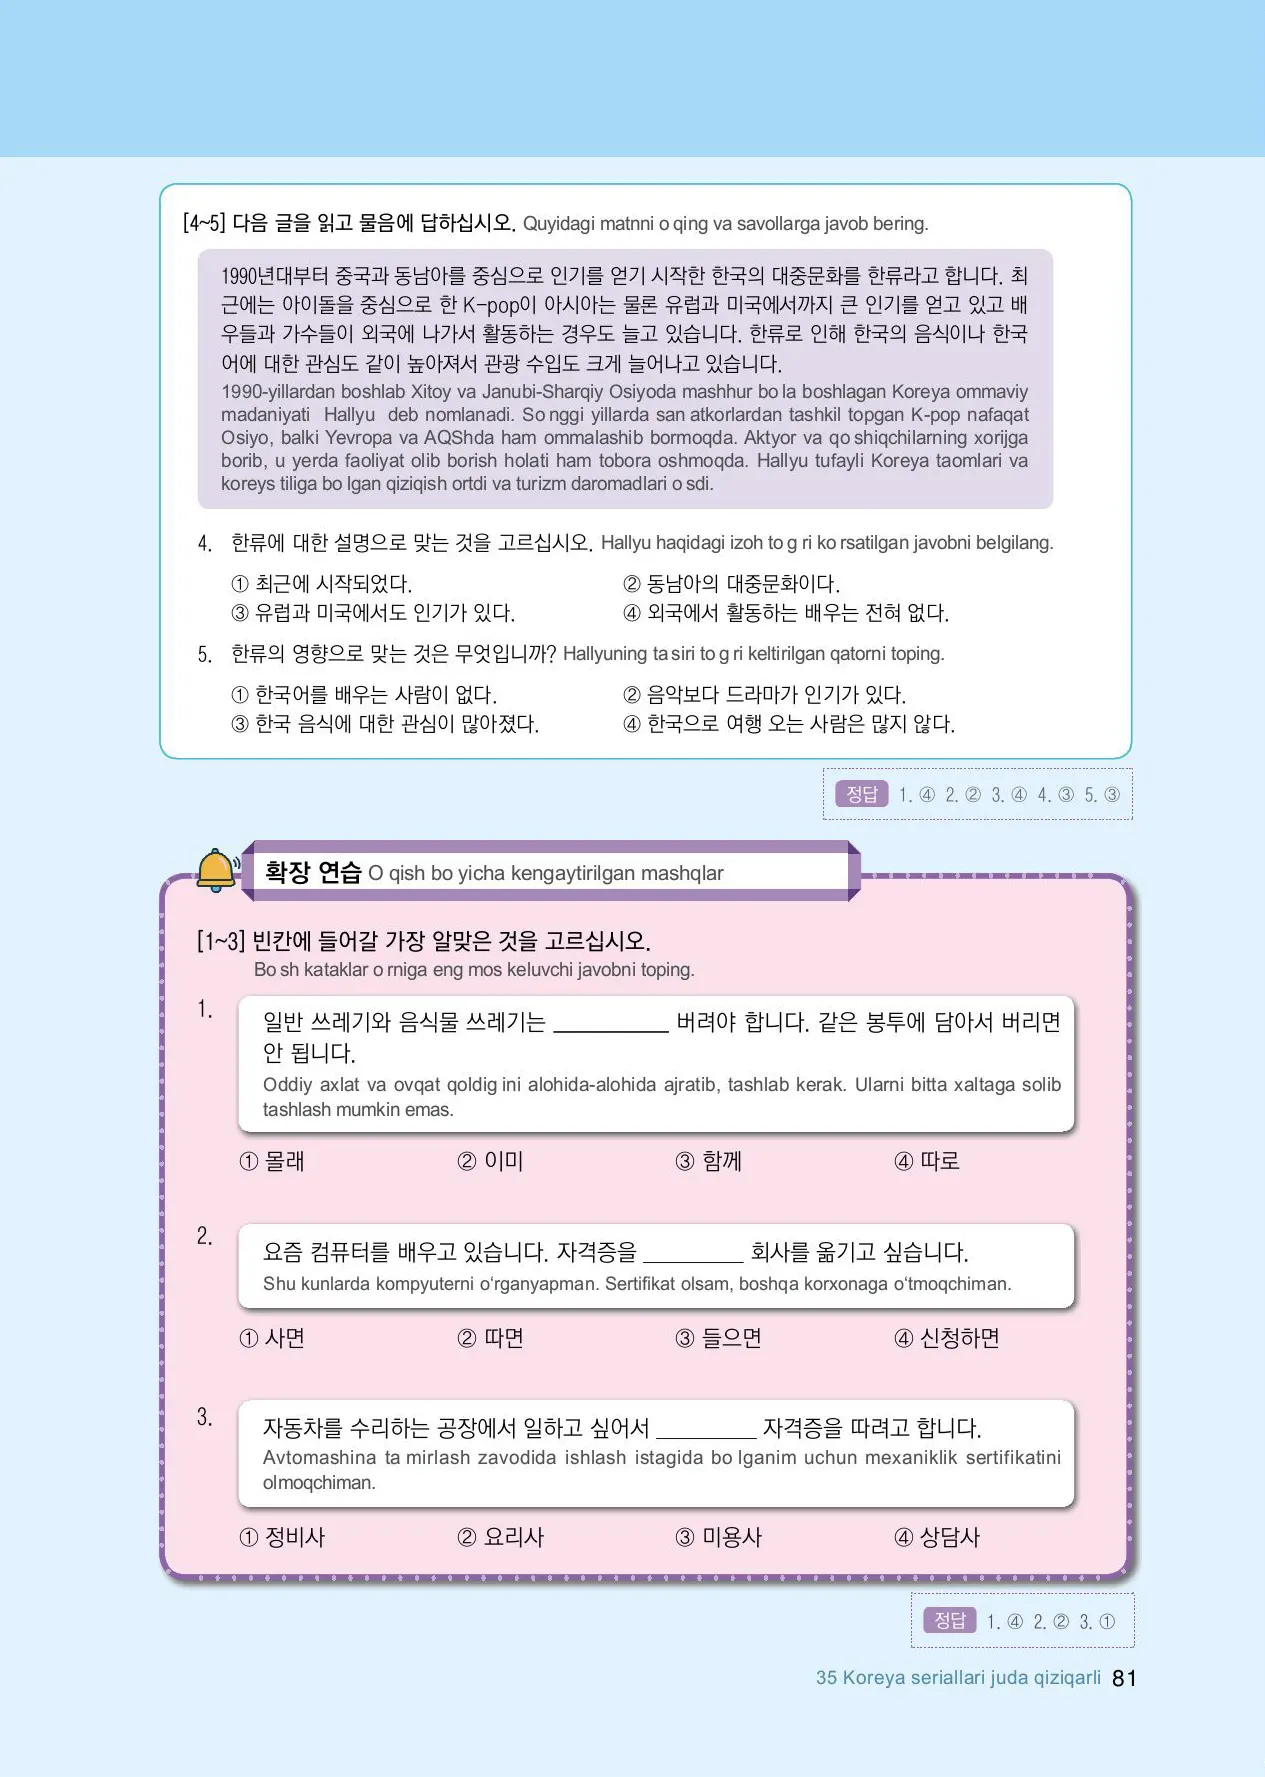 [4~5] 다음 글을 읽고 물음에 답하십시오. Quyidagi matnni o qing va savollarga javob bering.
1990년대부터 중국과 동남아를 중심으로 인기를 얻기 시작한 한국의 대중문화를 한류라고 합니다. 최
근에는 아이돌을 중심으로 한 K-pop이 아시아는 물론 유럽과 미국에서까지 큰 인기를 얻고 있고 배
우들과 가수들이 외국에 나가서 활동하는 경우도 늘고 있습니다. 한류로 인해 한국의 음식이나 한국
어에 대한 관심도 같이 높아져서 관광 수입도 크게 늘어나고 있습니다.
1990-yillardan boshlab Xitoy va Janubi-Sharqiy Osiyoda mashhur bo la boshlagan Koreya ommaviy
madaniyati Hallyu deb nomlanadi. So nggi yillarda san atkorlardan tashkil topgan K-pop nafaqat
Osiyo, balki Yevropa va AQShda ham ommalashib bormoqda. Aktyor va qo shiqchilarning xorijga
borib, u yerda faoliyat olib borish holati ham tobora oshmoqda. Hallyu tufayli Koreya taomlari va
koreys tiliga bo lgan qiziqish ortdi va turizm daromadlari o sdi.
4. 한류에 대한 설명으로 맞는 것을 고르십시오. Hallyu haqidagi izoh to g ri ko rsatilgan javobni belgilang.
① 최근에 시작되었다. ② 동남아의 대중문화이다.
③ 유럽과 미국에서도 인기가 있다. ④ 외국에서 활동하는 배우는 전혀 없다.
5. 한류의 영향으로 맞는 것은 무엇입니까? Hallyuning ta siri to g ri keltirilgan qatorni toping.
① 한국어를 배우는 사람이 없다. ② 음악보다 드라마가 인기가 있다.
③ 한국 음식에 대한 관심이 많아졌다. ④ 한국으로 여행 오는 사람은 많지 않다.
정답 1. ④ 2. ② 3. ④ 4. ③ 5. ③
확장 연습 O qish bo yicha kengaytirilgan mashqlar
[1~3] 빈칸에 들어갈 가장 알맞은 것을 고르십시오.
Bo sh kataklar o rniga eng mos keluvchi javobni toping.
1. 일반 쓰레기와 음식물 쓰레기는 __________ 버려야 합니다. 같은 봉투에 담아서 버리면
안 됩니다.
Oddiy axlat va ovqat qoldig ini alohida-alohida ajratib, tashlab kerak. Ularni bitta xaltaga solib
tashlash mumkin emas.
① 몰래 ② 이미 ③ 함께 ④ 따로
2. 요즘 컴퓨터를 배우고 있습니다. 자격증을 _________ 회사를 옮기고 싶습니다.
Shu kunlarda kompyuterni o‘rganyapman. Sertifikat olsam, boshqa korxonaga o‘tmoqchiman.
① 사면 ② 따면 ③ 들으면 ④ 신청하면
3. 자동차를 수리하는 공장에서 일하고 싶어서 _________ 자격증을 따려고 합니다.
Avtomashina ta mirlash zavodida ishlash istagida bo lganim uchun mexaniklik sertifikatini
olmoqchiman.
① 정비사 ② 요리사 ③ 미용사 ④ 상담사
정답 1. ④ 2. ② 3. ①
35 Koreya seriallari juda qiziqarli 81